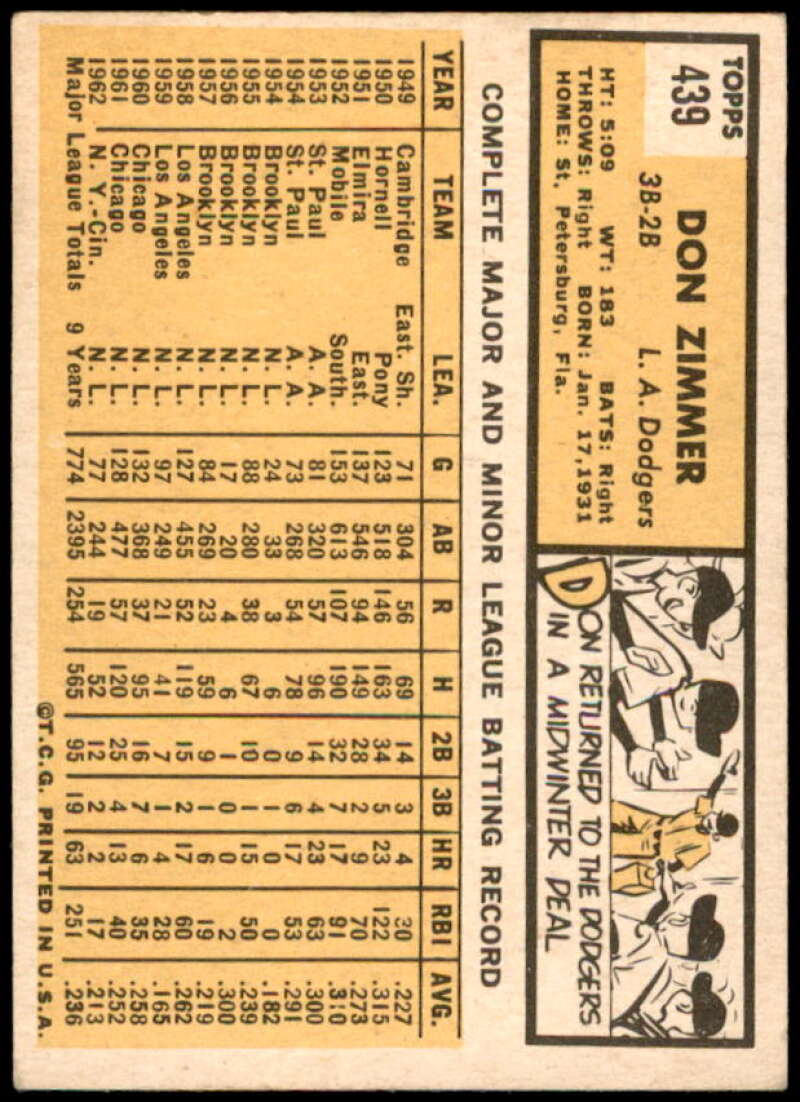 TOPPS
439
DON ZIMMER
3B-2B L. A. Dodgers
HT: 5:09 WT: 183 BATS: Right
THROWS: Right BORN: Jan. 17, 1931
HOME: St. Petersburg, Fla.
DON RETURNED TO THE DODGERS
IN A MIDWINTER DEAL
COMPLETE MAJOR AND MINOR LEAGUE BATTING RECORD
YEAR TEAM LEA. G AB R H 2B 3B HR RBI AVG.
1949 Cambridge East. Sh. 71 304 56 69 14 3 4 30 .227
1950 Hornell Pony 123 518 146 163 34 5 23 122 .315
1951 Elmira East. 137 546 94 149 28 2 9 70 .273
1952 Mobile South. 153 613 107 190 32 7 17 91 .310
1953 St. Paul A. A. 81 320 57 96 14 4 23 63 .300
1954 St. Paul A. A. 73 268 54 78 9 6 17 53 .291
1954 Brooklyn N. L. 24 33 3 6 0 1 0 0 .182
1955 Brooklyn N. L. 88 280 38 67 10 1 15 50 .239
1956 Brooklyn N. L. 17 20 4 6 1 0 0 2 .300
1957 Brooklyn N. L. 84 269 23 59 9 1 6 19 .219
1958 Los Angeles N. L. 127 455 52 119 15 2 17 60 .262
1959 Los Angeles N. L. 97 249 21 41 7 1 4 28 .165
1960 Chicago N. L. 132 368 37 95 16 7 6 35 .258
1961 Chicago N. L. 128 477 57 120 25 4 13 40 .252
1962 N. Y.-Cin. N. L. 77 244 19 52 12 2 2 17 .213
Major League Totals 9 Years 774 2395 254 565 95 19 63 251 .236
©T.C.G. PRINTED IN U.S.A.